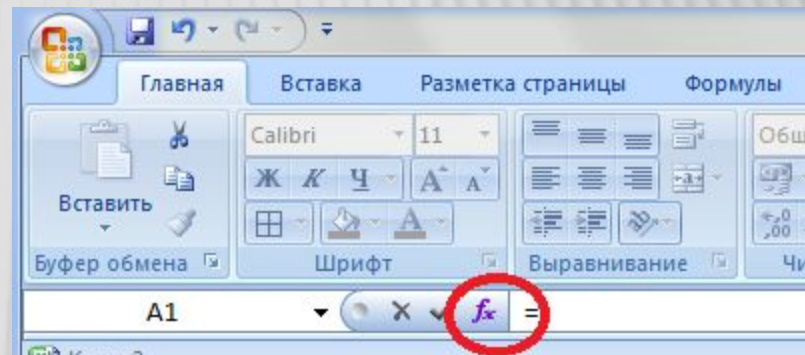 Главная Вставка Разметка страницы Формулы
Calibri 11
Ж К Ч А А
Вставить
А
Буфер обмена Шрифт Выравнивание
A1 fx =